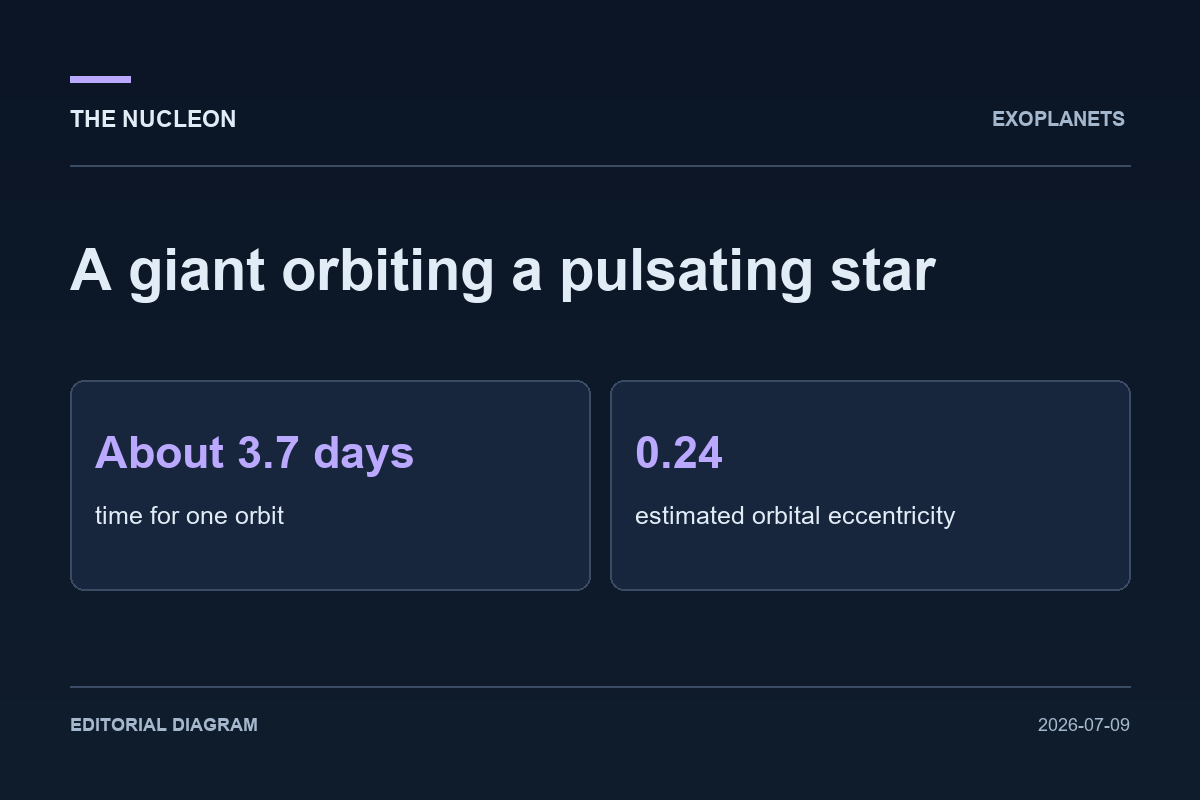 THE NUCLEON
EXOPLANETS
A giant orbiting a pulsating star
About 3.7 days
time for one orbit
0.24
estimated orbital eccentricity
EDITORIAL DIAGRAM
2026-07-09